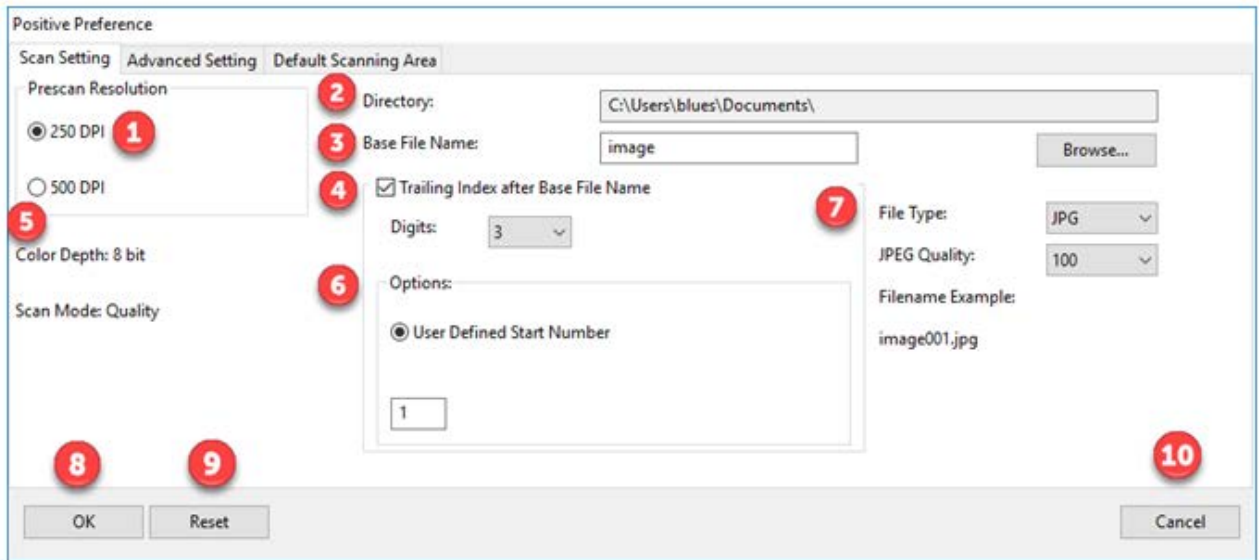 Positive Preference
Scan Setting Advanced Setting Default Scanning Area
Prescan Resolution
250 DPI 1
500 DPI
5
Color Depth: 8 bit
Scan Mode: Quality
2 Directory: C:\Users\blues\Documents\
3 Base File Name: image Browse...
4 Trailing Index after Base File Name
Digits: 3
6 Options:
User Defined Start Number
1
7 File Type: JPG
JPEG Quality: 100
Filename Example:
image001.jpg
8 9 10
OK Reset Cancel